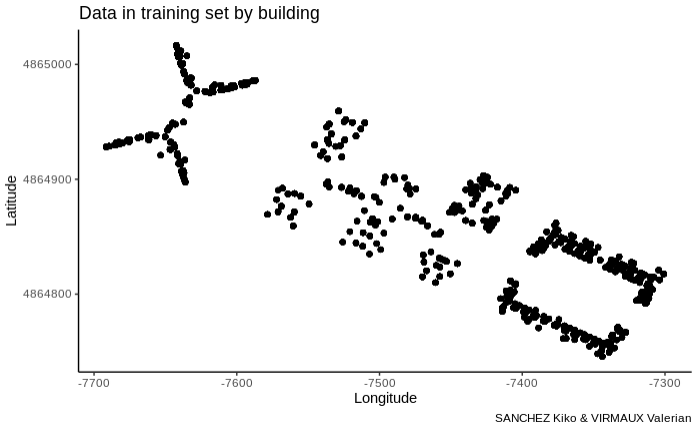 Data in training set by building
4865000
4864900
4864800
Latitude
-7700
-7600
-7500
-7400
-7300
Longitude
SANCHEZ Kiko & VIRMAUX Valerian